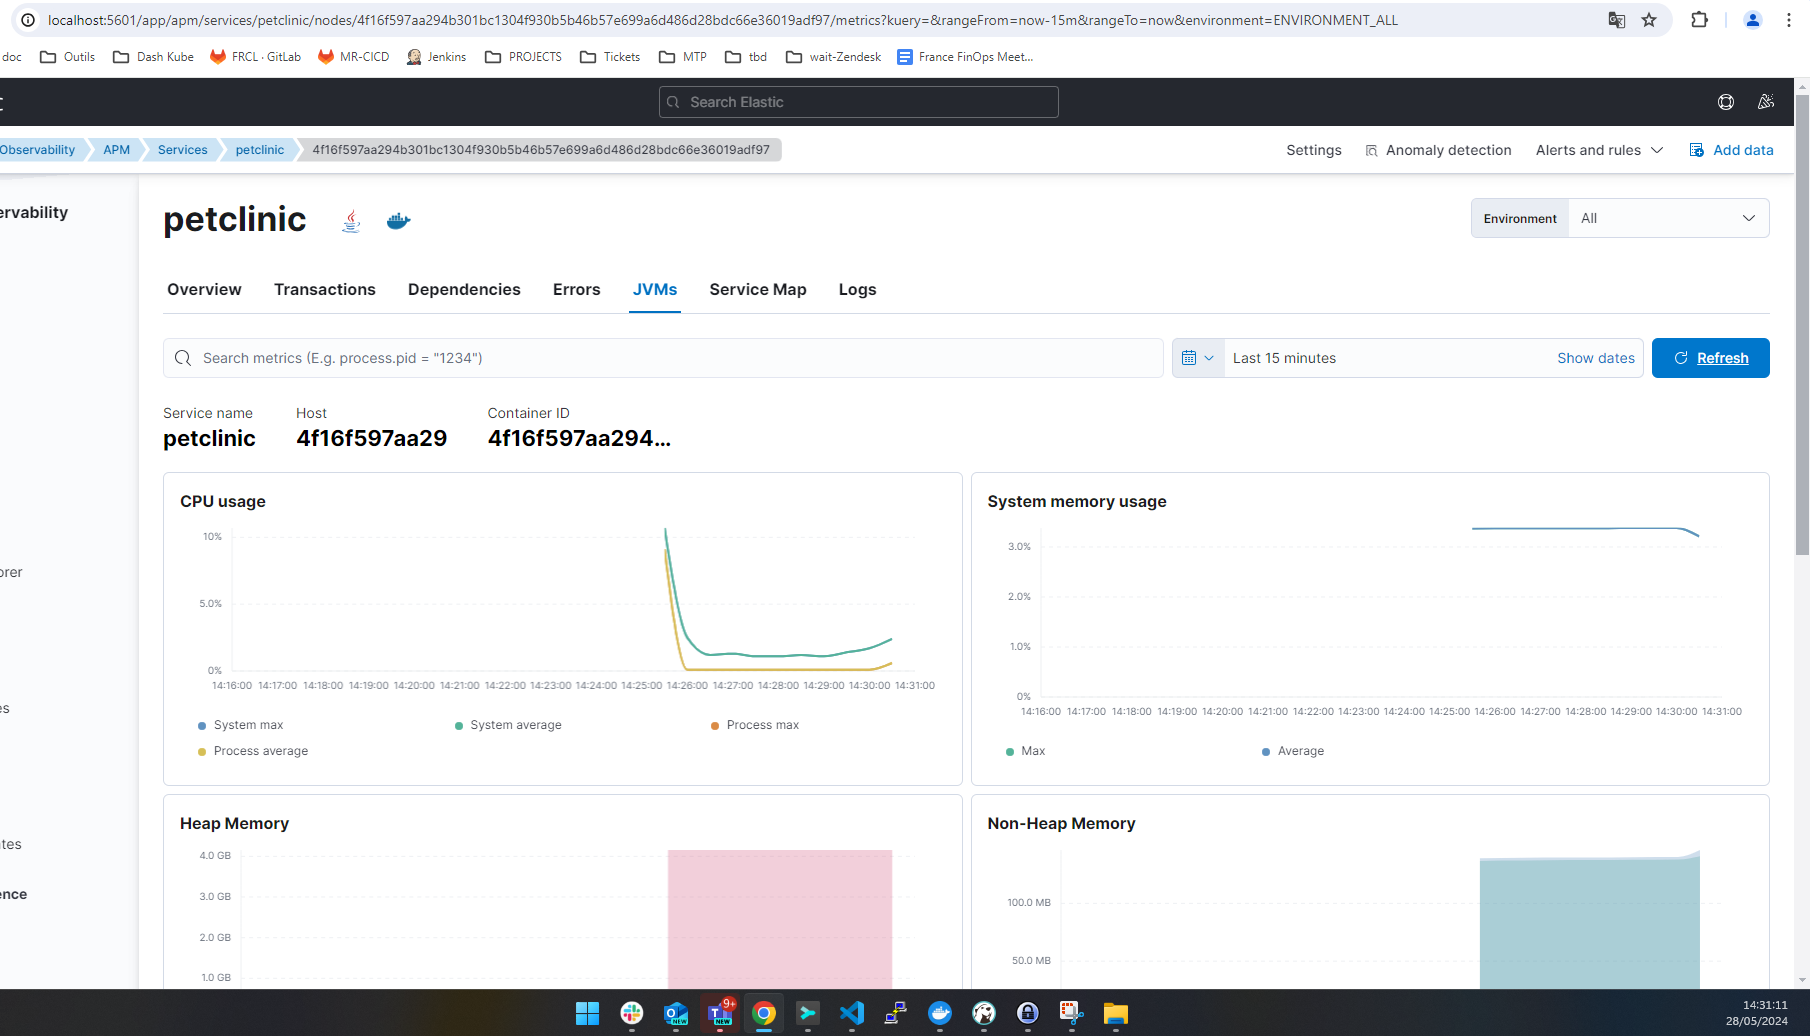 localhost:5601/app/apm/services/petclinic/nodes/4f16f597aa294b301bc1304f930b5b46b57e699a6d486d28bdc66e36019adf97/metrics?kuery=&rangeFrom=now-15m&rangeTo=now&environment=ENVIRONMENT_ALL
doc Outils Dash Kube FRCL · GitLab MR-CICD Jenkins PROJECTS Tickets MTP tbd wait-Zendesk France FinOps Meet...
Search Elastic
Observability APM Services petclinic 4f16f597aa294b301bc1304f930b5b46b57e699a6d486d28bdc66e36019adf97
Settings Anomaly detection Alerts and rules Add data
ervability
petclinic
Environment All
Overview Transactions Dependencies Errors JVMs Service Map Logs
Search metrics (E.g. process.pid = "1234")
Last 15 minutes Show dates Refresh
Service name Host Container ID
petclinic 4f16f597aa29 4f16f597aa294...
CPU usage
10%
5.0%
0%
14:16:00 14:17:00 14:18:00 14:19:00 14:20:00 14:21:00 14:22:00 14:23:00 14:24:00 14:25:00 14:26:00 14:27:00 14:28:00 14:29:00 14:30:00 14:31:00
System max System average Process max
Process average
System memory usage
3.0%
2.0%
1.0%
0%
14:16:00 14:17:00 14:18:00 14:19:00 14:20:00 14:21:00 14:22:00 14:23:00 14:24:00 14:25:00 14:26:00 14:27:00 14:28:00 14:29:00 14:30:00 14:31:00
Max Average
orer
es
ates
ence
Heap Memory
4.0 GB
3.0 GB
2.0 GB
1.0 GB
Non-Heap Memory
100.0 MB
50.0 MB
NEW
9+
NEW
14:31:11
28/05/2024